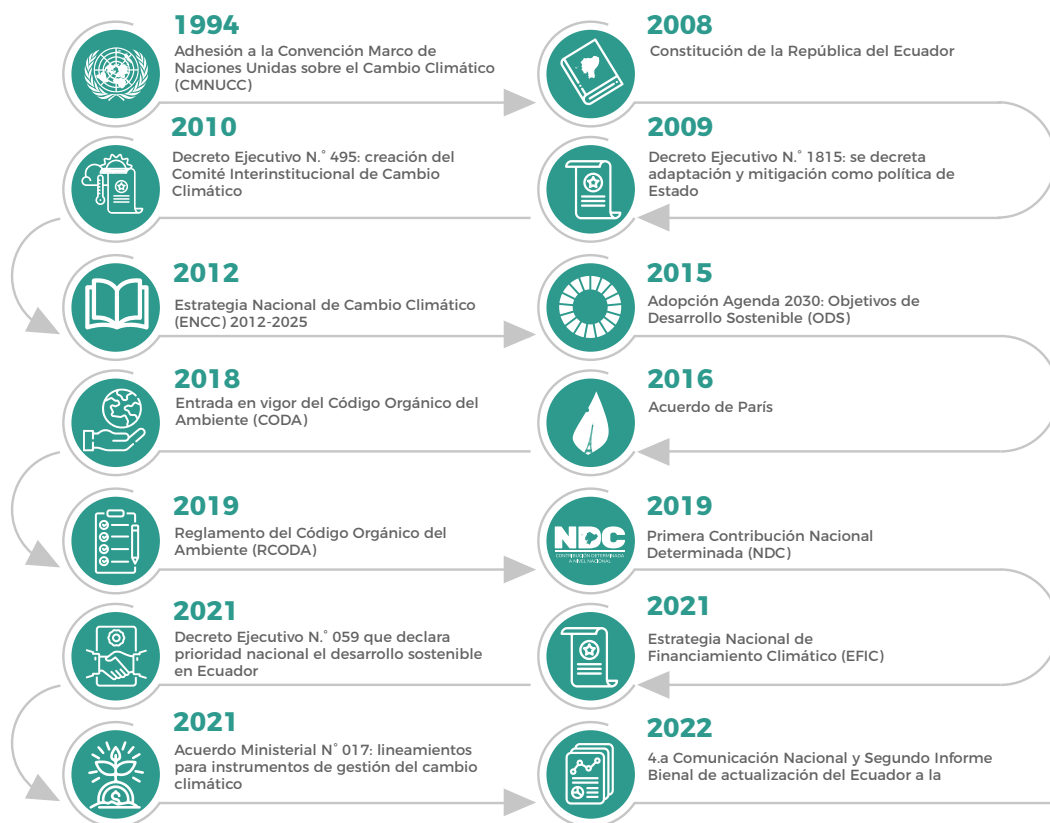 1994
Adhesión a la Convención Marco de
Naciones Unidas sobre el Cambio Climático
(CMNUCC)
2008
Constitución de la República del Ecuador
2009
Decreto Ejecutivo N.° 1815: se decreta
adaptación y mitigación como política de
Estado
2010
Decreto Ejecutivo N.° 495: creación del
Comité Interinstitucional de Cambio
Climático
2012
Estrategia Nacional de Cambio Climático
(ENCC) 2012-2025
2015
Adopción Agenda 2030: Objetivos de
Desarrollo Sostenible (ODS)
2016
Acuerdo de París
2018
Entrada en vigor del Código Orgánico del
Ambiente (CODA)
2019
Reglamento del Código Orgánico del
Ambiente (RCODA)
NDC
CONTRIBUCIÓN DETERMINADA
A NIVEL NACIONAL
2019
Primera Contribución Nacional
Determinada (NDC)
2021
Estrategia Nacional de
Financiamiento Climático (EFIC)
2021
Decreto Ejecutivo N.° 059 que declara
prioridad nacional el desarrollo sostenible
en Ecuador
2021
Acuerdo Ministerial N° 017: lineamientos
para instrumentos de gestión del cambio
climático
2022
4.a Comunicación Nacional y Segundo Informe
Bienal de actualización del Ecuador a la